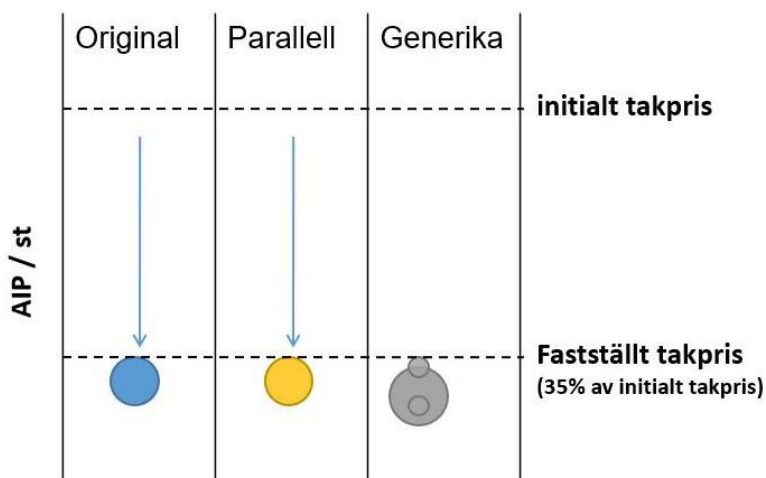 Original
Parallell
Generika
initialt takpris
AIP / st
Fastställt takpris
(35% av initialt takpris)